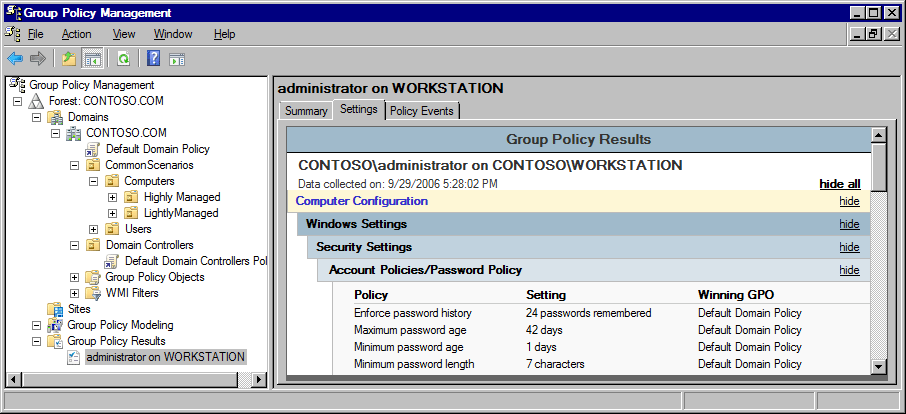 Group Policy Management
File Action View Window Help
Group Policy Management
Forest: CONTOSO.COM
Domains
CONTOSO.COM
Default Domain Policy
CommonScenarios
Computers
Highly Managed
LightlyManaged
Users
Domain Controllers
Default Domain Controllers Pol
Group Policy Objects
WMI Filters
Sites
Group Policy Modeling
Group Policy Results
administrator on WORKSTATION
administrator on WORKSTATION
Summary Settings Policy Events
Group Policy Results
CONTOSO\administrator on CONTOSO\WORKSTATION
Data collected on: 9/29/2006 5:28:02 PM hide all
Computer Configuration hide
Windows Settings hide
Security Settings hide
Account Policies/Password Policy hide
Policy Setting Winning GPO
Enforce password history 24 passwords remembered Default Domain Policy
Maximum password age 42 days Default Domain Policy
Minimum password age 1 days Default Domain Policy
Minimum password length 7 characters Default Domain Policy